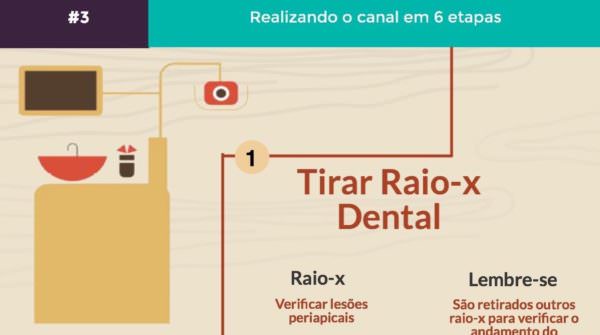 #3
Realizando o canal em 6 etapas
1
Tirar Raio-x
Dental
Raio-x
Verificar lesões
periapicais
Lembre-se
São retirados outros
raio-x para verificar o
andamento do